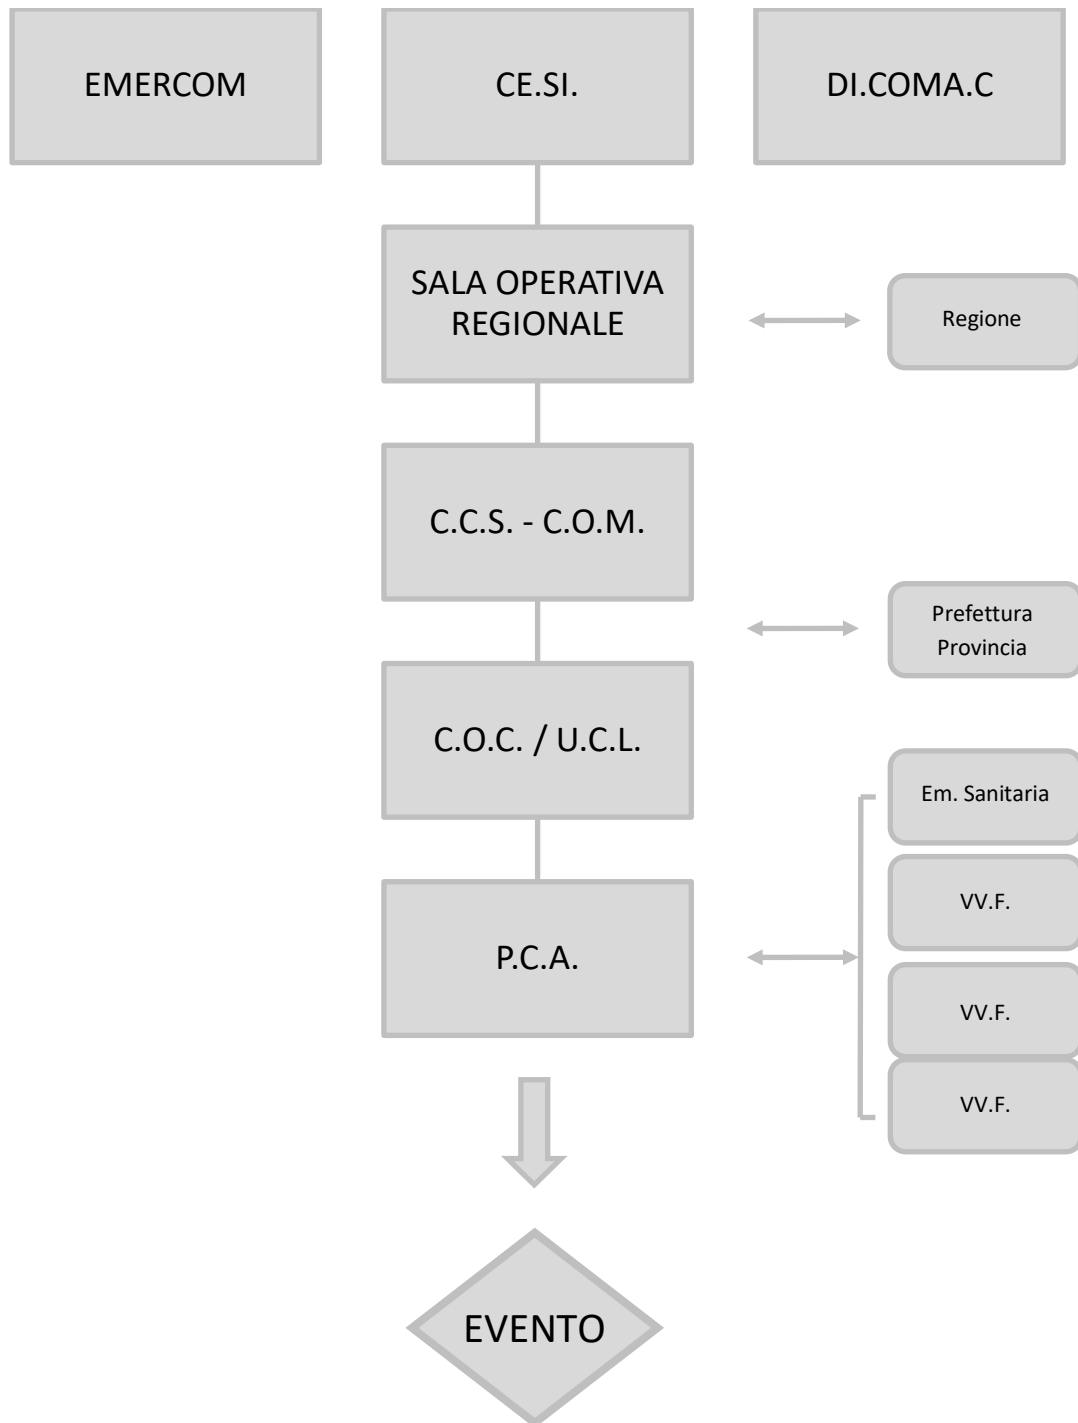 EMERCOM
CE.SI.
DI.COMA.C
SALA OPERATIVA
REGIONALE
Regione
C.C.S. - C.O.M.
Prefettura
Provincia
C.O.C. / U.C.L.
Em. Sanitaria
VV.F.
P.C.A.
VV.F.
VV.F.
EVENTO